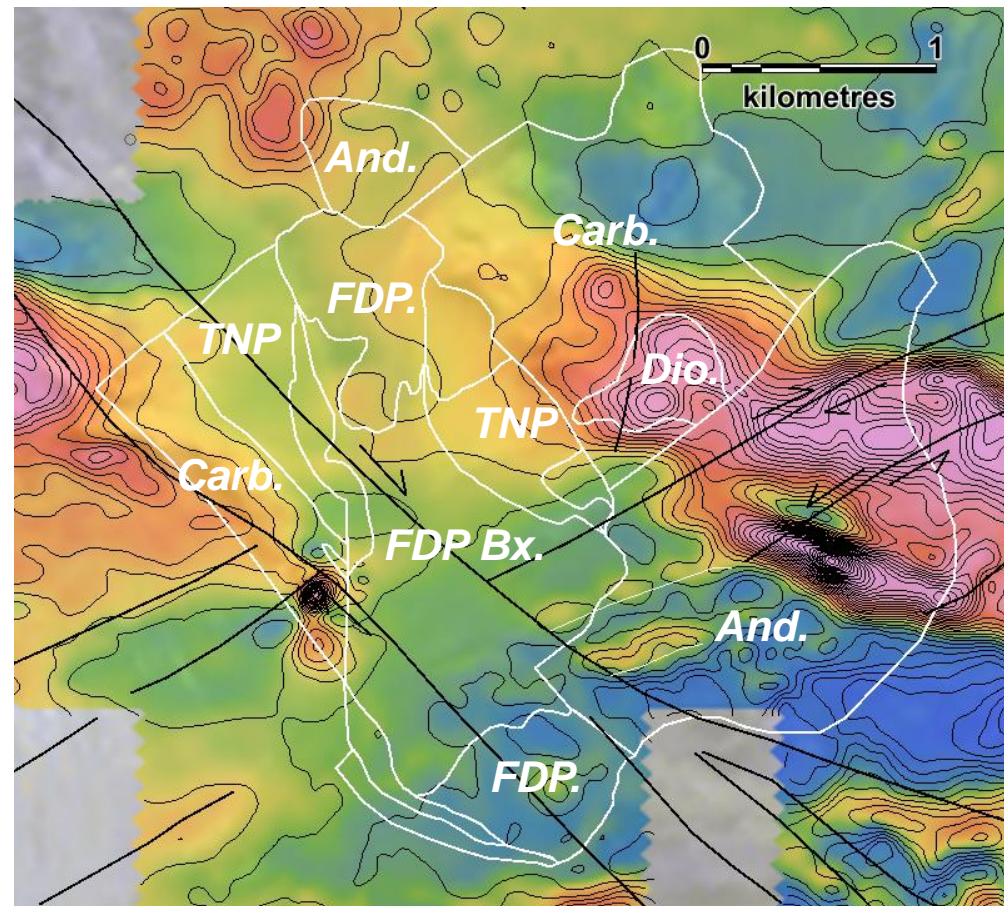 0 1
kilometres
And.
Carb.
FDP.
TNP
Dio.
TNP
Carb.
FDP Bx.
And.
FDP.